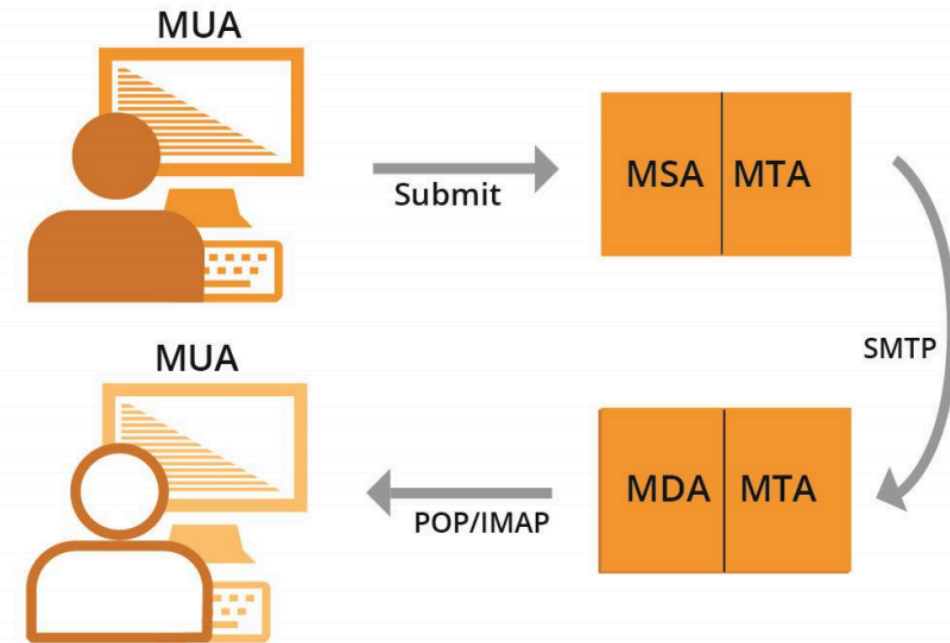 MUA
Submit
MSA MTA
SMTP
MUA
POP/IMAP
MDA MTA